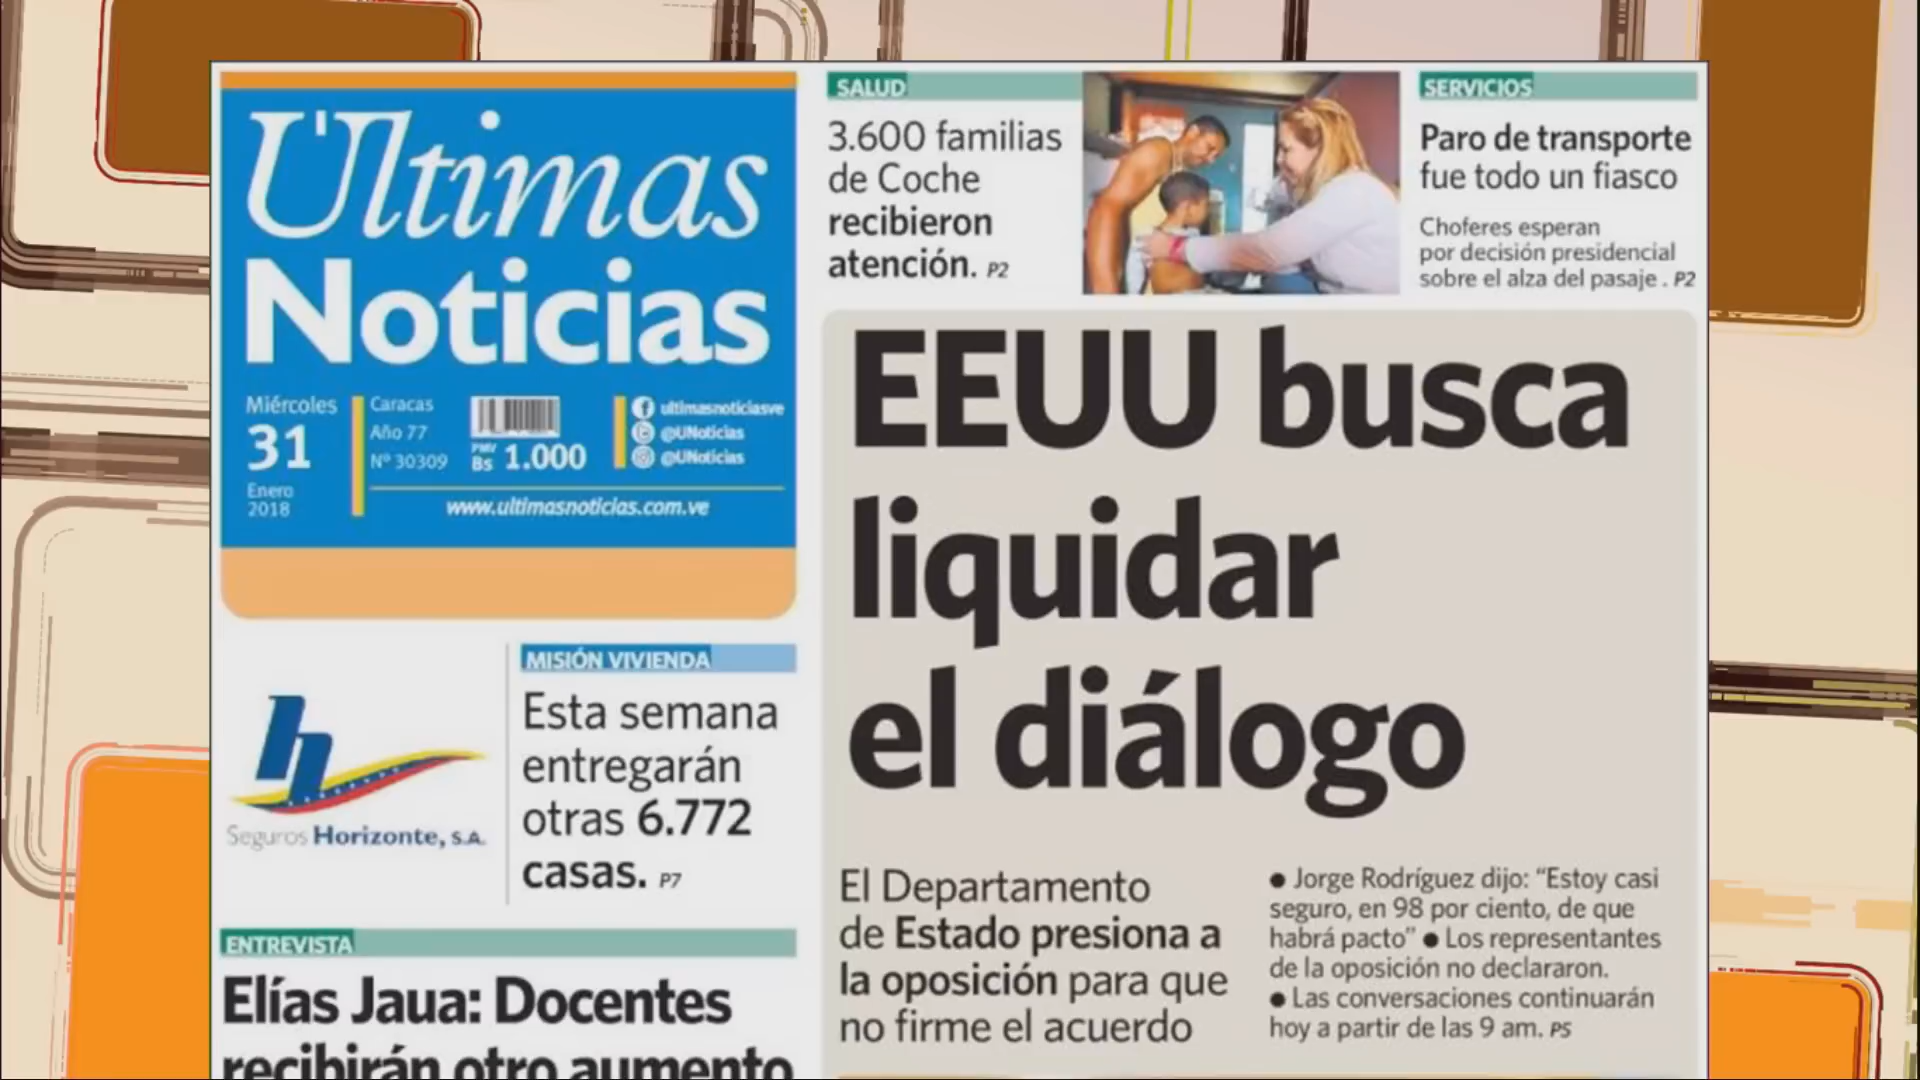 Últimas
Noticias
Miércoles
31
Enero
2018
Caracas
Año 77
Nº 30309
PMV
Bs 1.000
ultimasnoticiasve
@UNoticias
@UNoticias
www.ultimasnoticias.com.ve
SALUD
3.600 familias
de Coche
recibieron
atención. P2
SERVICIOS
Paro de transporte
fue todo un fiasco
Choferes esperan
por decisión presidencial
sobre el alza del pasaje . P2
EEUU busca
liquidar
el diálogo
El Departamento
de Estado presiona a
la oposición para que
no firme el acuerdo
● Jorge Rodríguez dijo: “Estoy casi
seguro, en 98 por ciento, de que
habrá pacto” ● Los representantes
de la oposición no declararon.
● Las conversaciones continuarán
hoy a partir de las 9 am. P5
Seguros Horizonte, S.A.
MISIÓN VIVIENDA
Esta semana
entregarán
otras 6.772
casas. P7
ENTREVISTA
Elías Jaua: Docentes
recibirán otro aumento